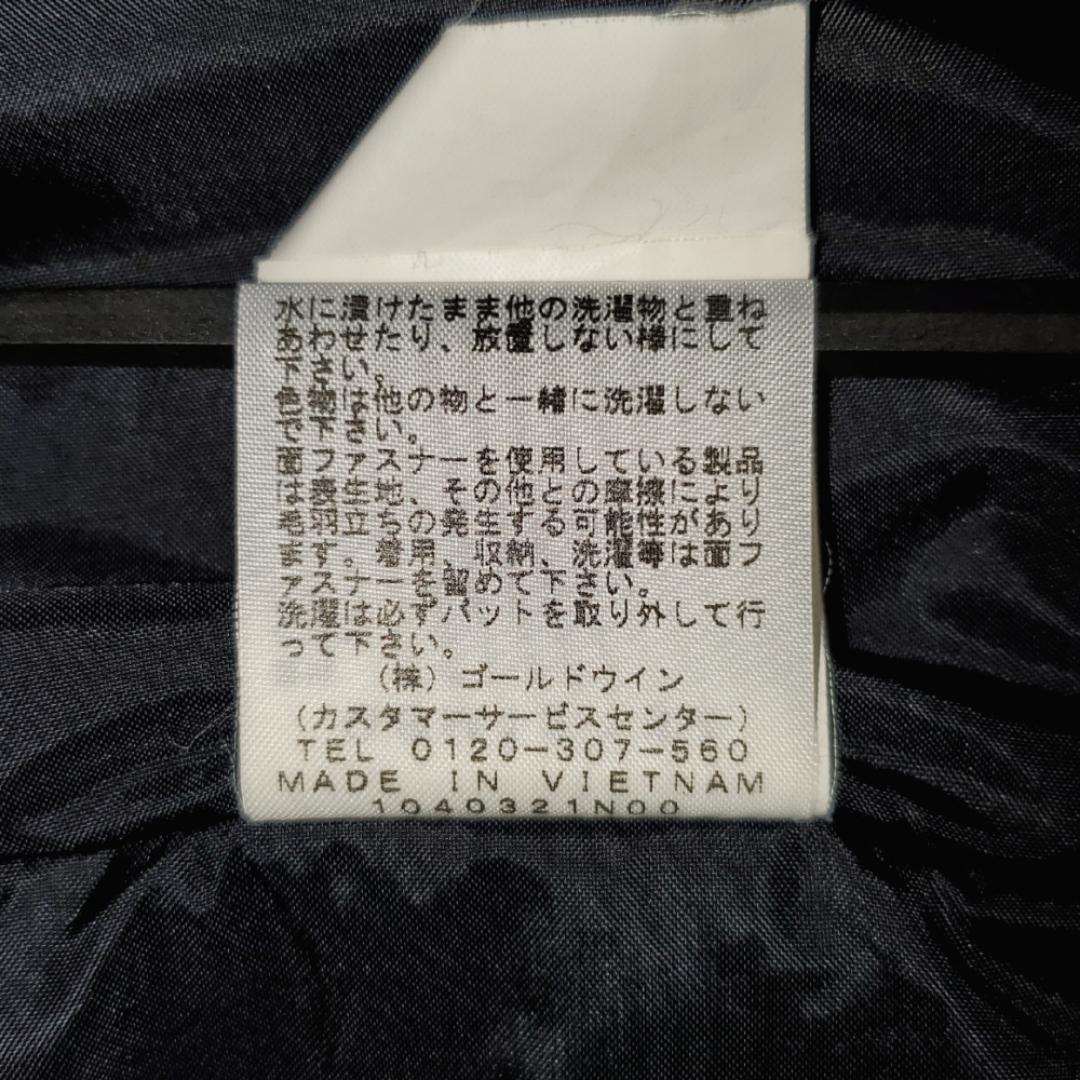 水に漬けたまま他の洗濯物と重ね
あわせたり、放置しない様にして
下さい。
色物は他の物と一緒に洗濯しない
で下さい。
面ファスナーを使用している製品
は表生地、その他との摩擦により
毛羽立ちの発生する可能性があり
ます。着用、収納、洗濯等は面フ
ァスナーを留めて下さい。
洗濯は必ずパットを取り外して行
って下さい。
(株)ゴールドウイン
(カスタマーサービスセンター)
TEL 0120-307-560
MADE IN VIETNAM
1040321N00